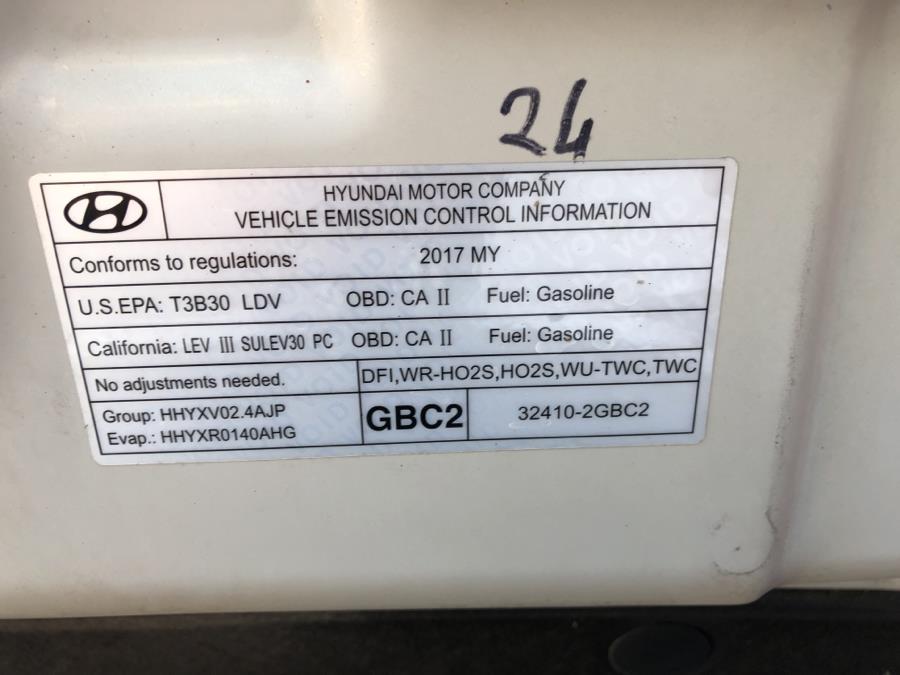 24
HYUNDAI MOTOR COMPANY
VEHICLE EMISSION CONTROL INFORMATION
Conforms to regulations: 2017 MY
U.S.EPA: T3B30 LDV OBD: CA II Fuel: Gasoline
California: LEV III SULEV30 PC OBD: CA II Fuel: Gasoline
No adjustments needed. DFI,WR-HO2S,HO2S,WU-TWC,TWC
Group: HHYXV02.4AJP
Evap.: HHYXR0140AHG
GBC2
32410-2GBC2